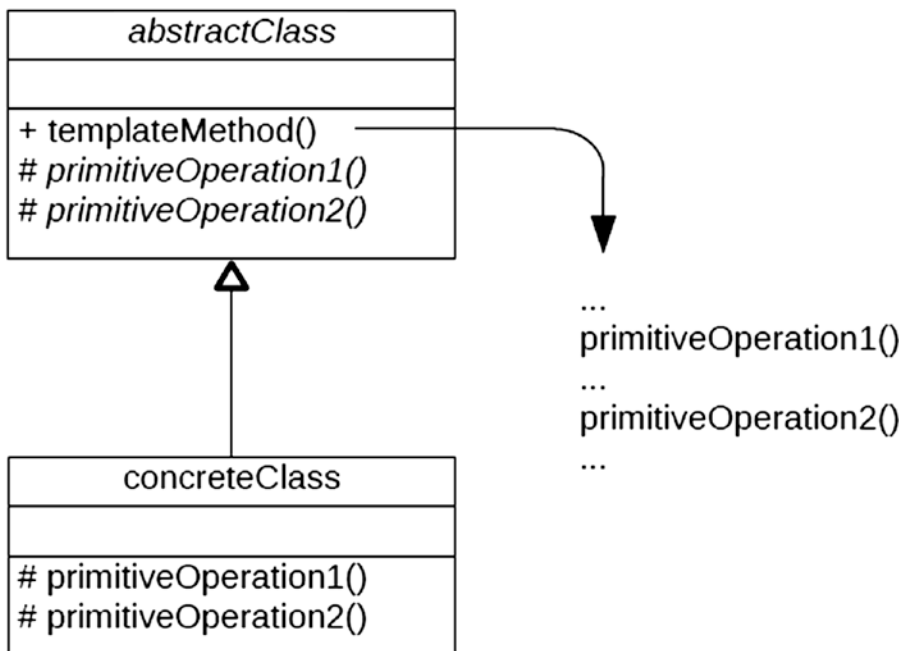 abstractClass
+ templateMethod()
# primitiveOperation1()
# primitiveOperation2()
...
primitiveOperation1()
...
primitiveOperation2()
...
concreteClass
# primitiveOperation1()
# primitiveOperation2()